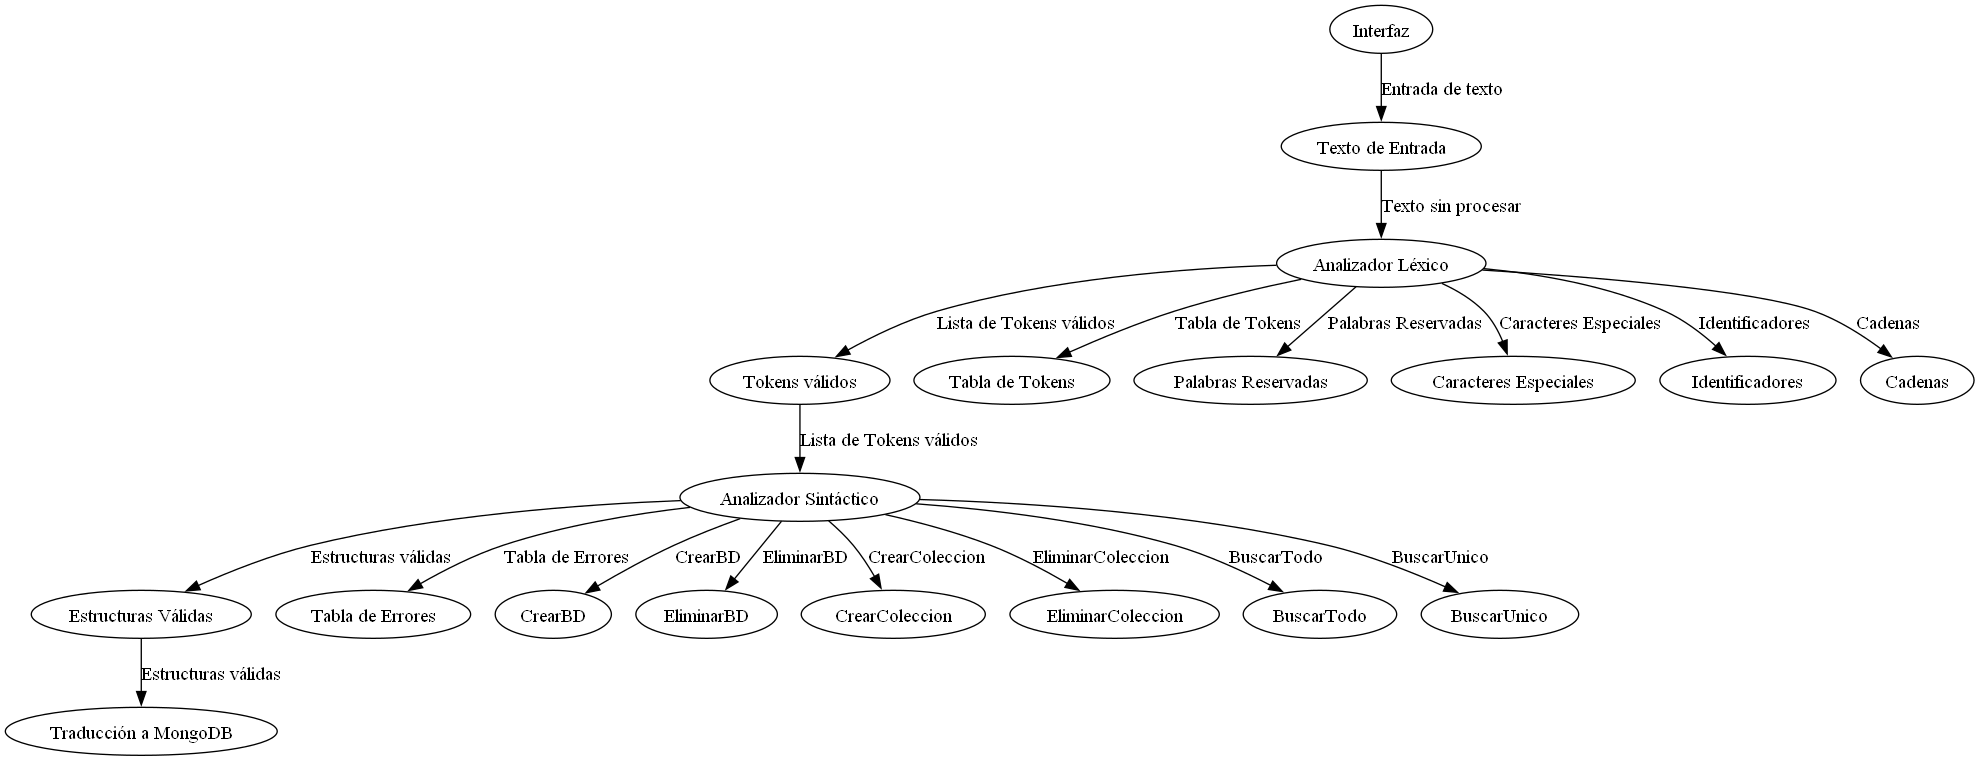 Interfaz
Entrada de texto
Texto de Entrada
Texto sin procesar
Analizador Léxico
Lista de Tokens válidos
Tabla de Tokens
Palabras Reservadas
Caracteres Especiales
Identificadores
Cadenas
Tokens válidos
Tabla de Tokens
Palabras Reservadas
Caracteres Especiales
Identificadores
Cadenas
Lista de Tokens válidos
Analizador Sintáctico
Estructuras válidas
Tabla de Errores
CrearBD
EliminarBD
CrearColeccion
EliminarColeccion
BuscarTodo
BuscarUnico
Estructuras Válidas
Tabla de Errores
CrearBD
EliminarBD
CrearColeccion
EliminarColeccion
BuscarTodo
BuscarUnico
Estructuras válidas
Traducción a MongoDB